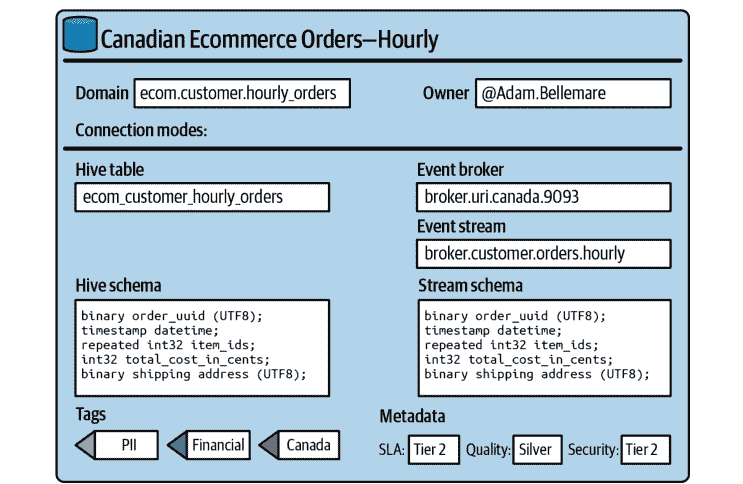 Canadian Ecommerce Orders—Hourly
Domain ecom.customer.hourly_orders Owner @Adam.Bellemare
Connection modes:
Hive table
ecom_customer_hourly_orders
Event broker
broker.uri.canada.9093
Event stream
broker.customer.orders.hourly
Hive schema
binary order_uuid (UTF8);
timestamp datetime;
repeated int32 item_ids;
int32 total_cost_in_cents;
binary shipping address (UTF8);
Stream schema
binary order_uuid (UTF8);
timestamp datetime;
repeated int32 item_ids;
int32 total_cost_in_cents;
binary shipping address (UTF8);
Tags
PII Financial Canada
Metadata
SLA: Tier 2 Quality: Silver Security: Tier 2